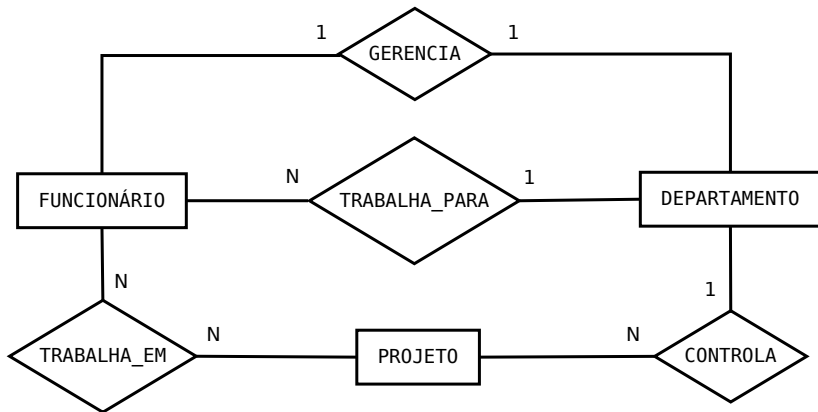 1
GERENCIA
1
FUNCIONÁRIO
N
TRABALHA_PARA
1
DEPARTAMENTO
N
1
TRABALHA_EM
N
PROJETO
N
CONTROLA